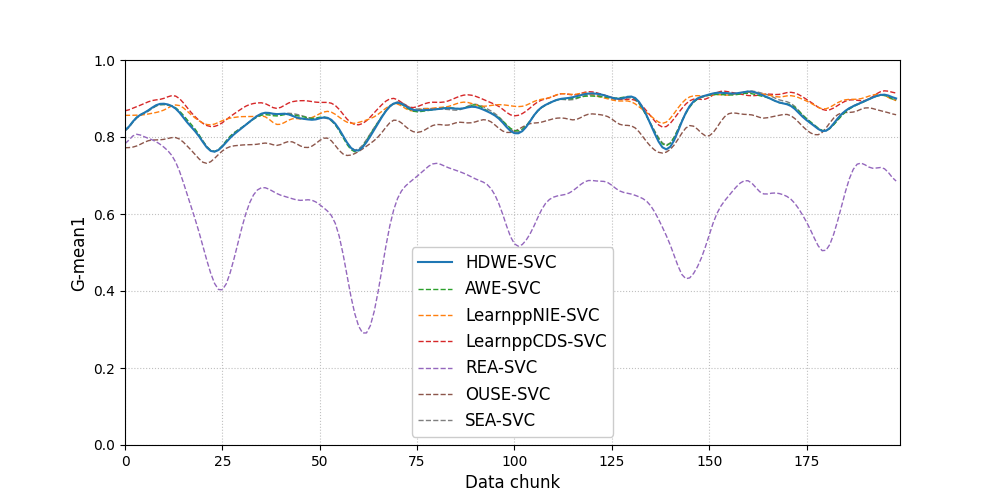 1.0
0.8
0.6
0.4
0.2
0.0
G-mean1
HDWE-SVC
AWE-SVC
LearnppNIE-SVC
LearnppCDS-SVC
REA-SVC
OUSE-SVC
SEA-SVC
0 25 50 75 100 125 150 175
Data chunk